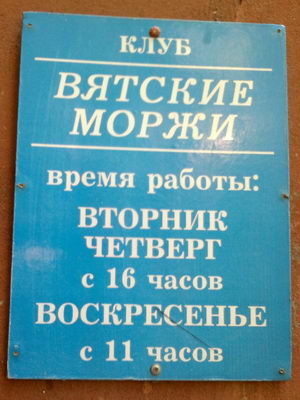 КЛУБ
ВЯТСКИЕ
МОРЖИ
время работы:
ВТОРНИК
ЧЕТВЕРГ
с 16 часов
ВОСКРЕСЕНЬЕ
с 11 часов